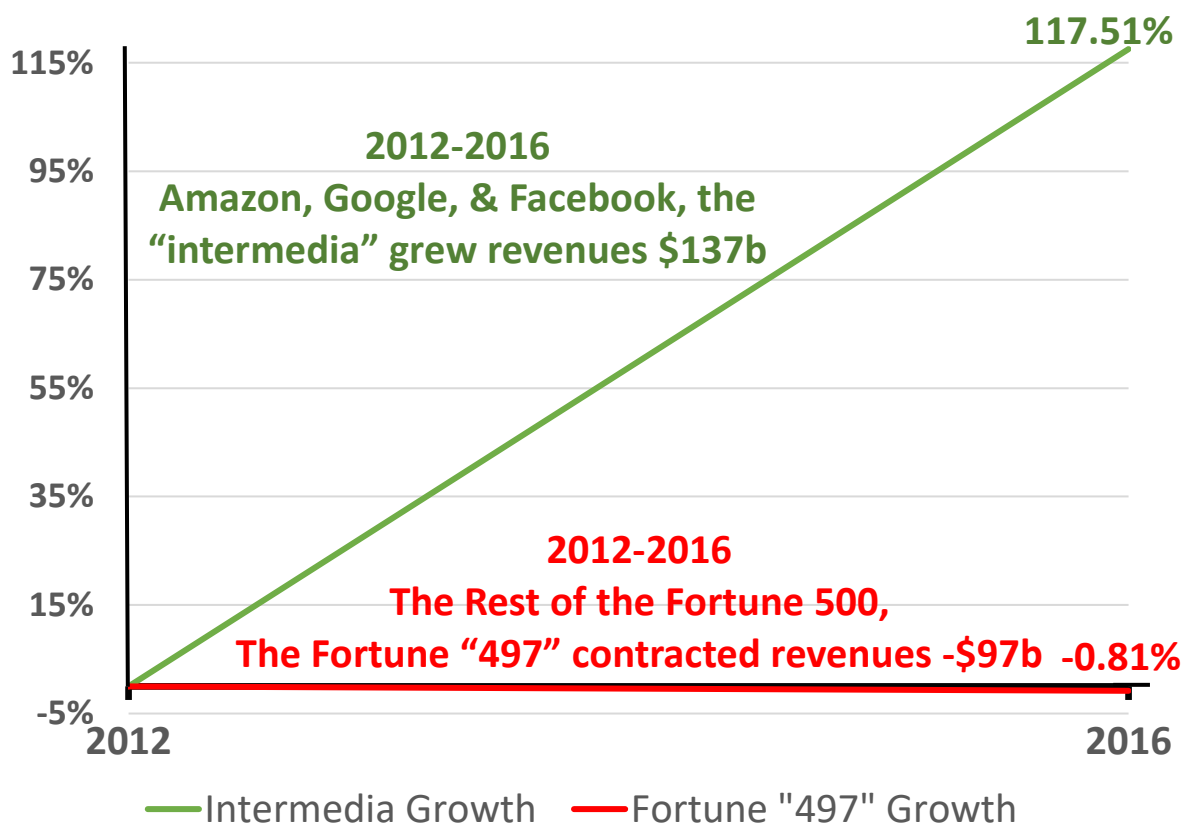 117.51%
115%
2012-2016
95%
Amazon, Google, & Facebook, the
“intermedia” grew revenues $137b
75%
55%
35%
2012-2016
15%
The Rest of the Fortune 500,
The Fortune “497” contracted revenues -$97b
-0.81%
-5%
2012
2016
Intermedia Growth
Fortune "497" Growth